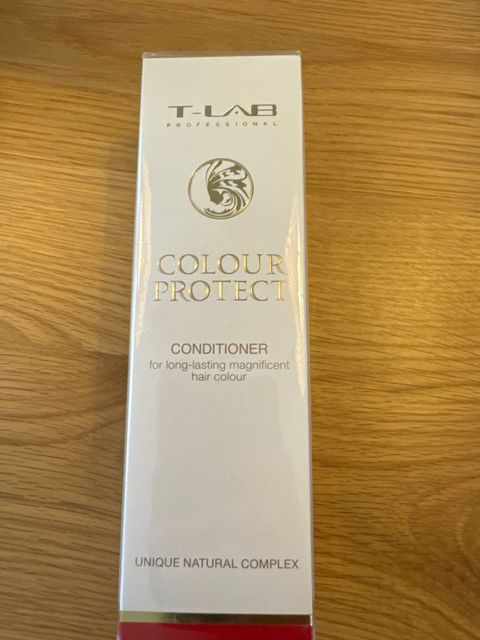 T-LAB
PROFESSIONAL
COLOUR
PROTECT
CONDITIONER
for long-lasting magnificent
hair colour
UNIQUE NATURAL COMPLEX